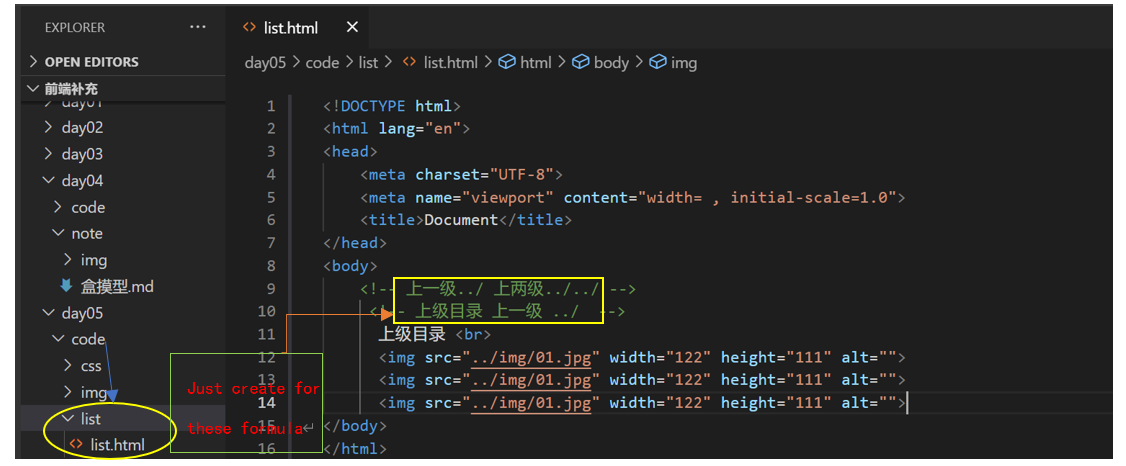 EXPLORER ...
list.html ×
OPEN EDITORS
day05 > code > list > <> list.html > html > body > img
前端补充
day01
day02
day03
day04
code
note
img
盒摸型.md
day05
code
css
img
list
<> list.html
1 <!DOCTYPE html>
2 <html lang="en">
3 <head>
4 <meta charset="UTF-8">
5 <meta name="viewport" content="width= , initial-scale=1.0">
6 <title>Document</title>
7 </head>
8 <body>
9 <!-- 上一级../ 上两级../../ -->
10 <!-- 上级目录 上一级 ../ -->
11 上级目录 <br>
12 <img src="../img/01.jpg" width="122" height="111" alt="">
13 <img src="../img/01.jpg" width="122" height="111" alt="">
14 <img src="../img/01.jpg" width="122" height="111" alt="">
15 </body>
16 </html>
Just create for
these formula↵